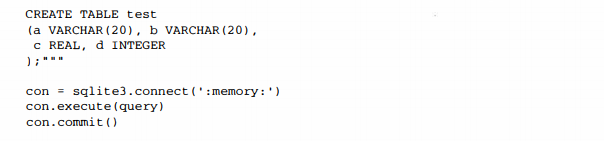 CREATE TABLE test
(a VARCHAR(20), b VARCHAR(20),
 c REAL, d INTEGER
);"""

con = sqlite3.connect(':memory:')
con.execute(query)
con.commit()